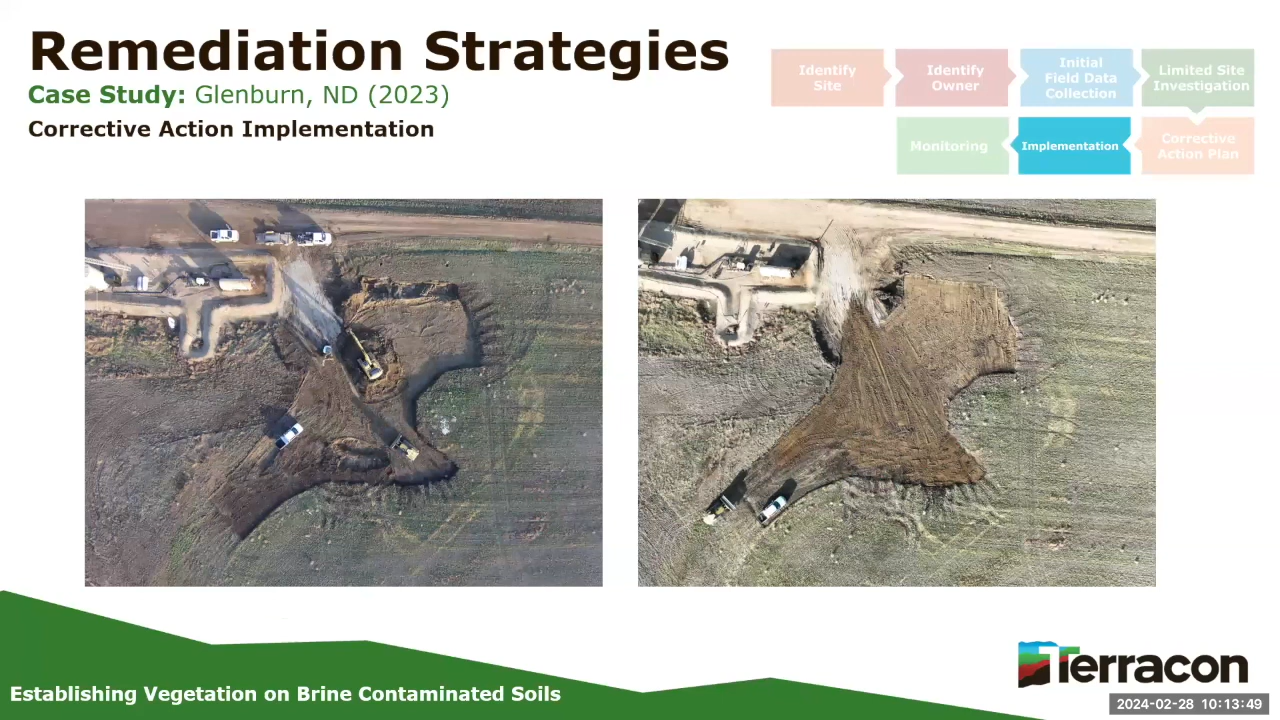 Remediation Strategies
Case Study: Glenburn, ND (2023)
Corrective Action Implementation
Identify
Site
Identify
Owner
Initial
Field Data
Collection
Limited Site
Investigation
Monitoring
Implementation
Corrective
Action Plan
Establishing Vegetation on Brine Contaminated Soils
Terracon
2024-02-28 10:13:49